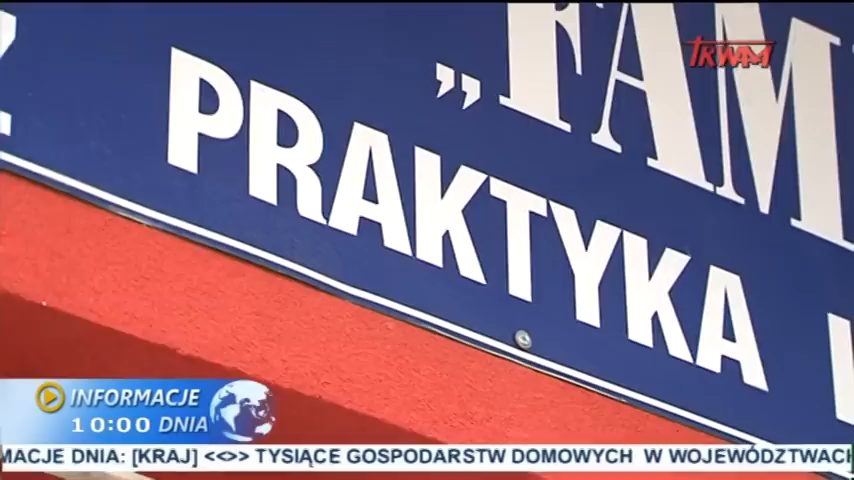 TRWAM
„FAM
PRAKTYKA
INFORMACJE
10:00 DNIA
MACJE DNIA: [KRAJ] <<>> TYSIĄCE GOSPODARSTW DOMOWYCH W WOJEWÓDZTWACH